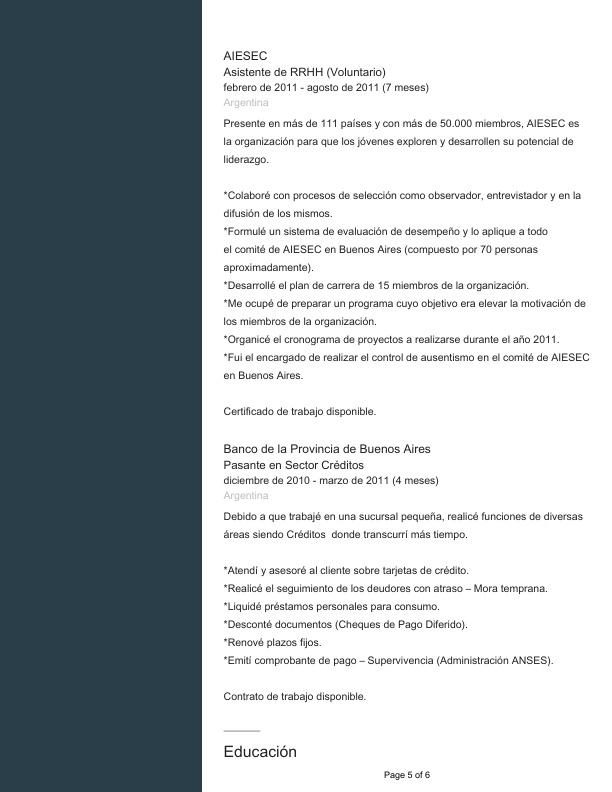 AIESEC
Asistente de RRHH (Voluntario)
febrero de 2011 - agosto de 2011 (7 meses)
Argentina
Presente en más de 111 países y con más de 50.000 miembros, AIESEC es
la organización para que los jóvenes exploren y desarrollen su potencial de
liderazgo.
*Colaboré con procesos de selección como observador, entrevistador y en la
difusión de los mismos.
*Formulé un sistema de evaluación de desempeño y lo aplique a todo
el comité de AIESEC en Buenos Aires (compuesto por 70 personas
aproximadamente).
*Desarrollé el plan de carrera de 15 miembros de la organización.
*Me ocupé de preparar un programa cuyo objetivo era elevar la motivación de
los miembros de la organización.
*Organicé el cronograma de proyectos a realizarse durante el año 2011.
*Fui el encargado de realizar el control de ausentismo en el comité de AIESEC
en Buenos Aires.
Certificado de trabajo disponible.
Banco de la Provincia de Buenos Aires
Pasante en Sector Créditos
diciembre de 2010 - marzo de 2011 (4 meses)
Argentina
Debido a que trabajé en una sucursal pequeña, realicé funciones de diversas
áreas siendo Créditos  donde transcurrí más tiempo.
*Atendí y asesoré al cliente sobre tarjetas de crédito.
*Realicé el seguimiento de los deudores con atraso – Mora temprana.
*Liquidé préstamos personales para consumo.
*Desconté documentos (Cheques de Pago Diferido).
*Renové plazos fijos.
*Emití comprobante de pago – Supervivencia (Administración ANSES).
Contrato de trabajo disponible.
Educación
Page 5 of 6